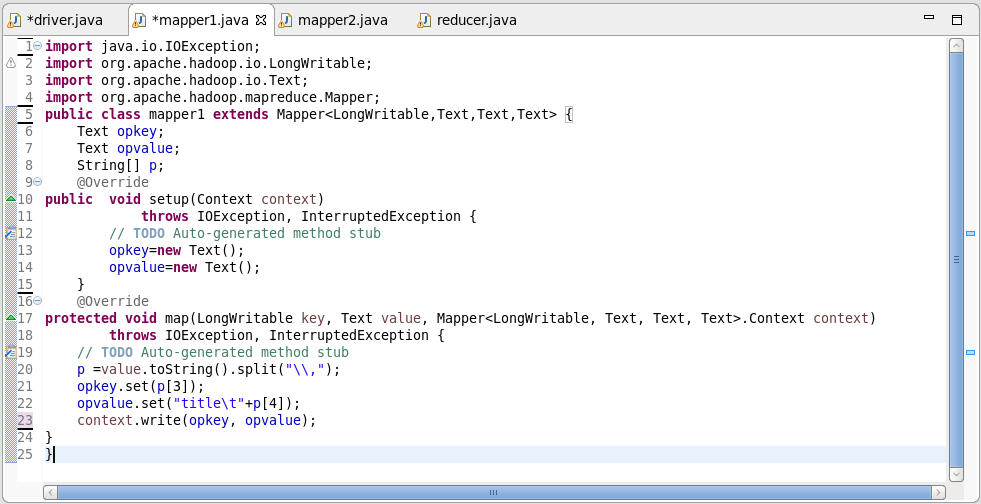 *driver.java *mapper1.java mapper2.java reducer.java
1 import java.io.IOException;
2 import org.apache.hadoop.io.LongWritable;
3 import org.apache.hadoop.io.Text;
4 import org.apache.hadoop.mapreduce.Mapper;
5 public class mapper1 extends Mapper<LongWritable,Text,Text,Text> {
6     Text opkey;
7     Text opvalue;
8     String[] p;
9     @Override
10 public  void setup(Context context)
11             throws IOException, InterruptedException {
12         // TODO Auto-generated method stub
13         opkey=new Text();
14         opvalue=new Text();
15     }
16     @Override
17 protected void map(LongWritable key, Text value, Mapper<LongWritable, Text, Text, Text>.Context context)
18         throws IOException, InterruptedException {
19     // TODO Auto-generated method stub
20     p =value.toString().split("\\,");
21     opkey.set(p[3]);
22     opvalue.set("title\t"+p[4]);
23     context.write(opkey, opvalue);
24 }
25 }